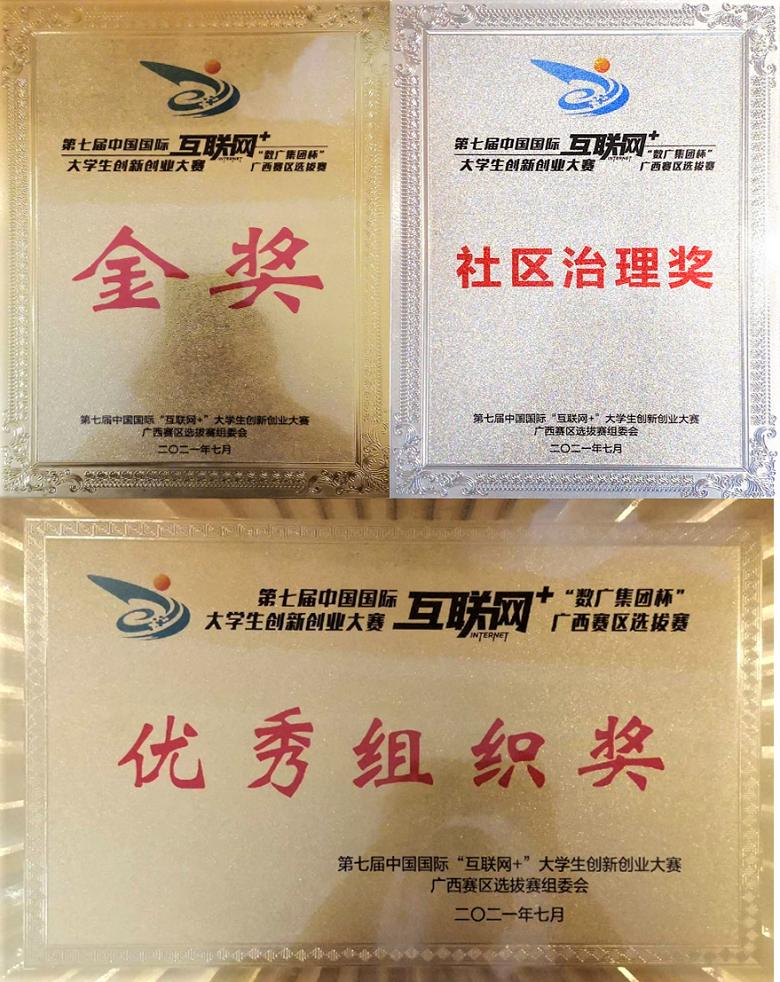 第七届中国国际 互联网+ “数广集团杯”
大学生创新创业大赛 INTERNET 广西赛区选拔赛
金奖
第七届中国国际“互联网+”大学生创新创业大赛
广西赛区选拔赛组委会
二〇二一年七月
第七届中国国际 互联网+ “数广集团杯”
大学生创新创业大赛 INTERNET 广西赛区选拔赛
社区治理奖
第七届中国国际“互联网+”大学生创新创业大赛
广西赛区选拔赛组委会
二〇二一年七月
第七届中国国际 互联网+ “数广集团杯”
大学生创新创业大赛 INTERNET 广西赛区选拔赛
优秀组织奖
第七届中国国际“互联网+”大学生创新创业大赛
广西赛区选拔赛组委会
二〇二一年七月